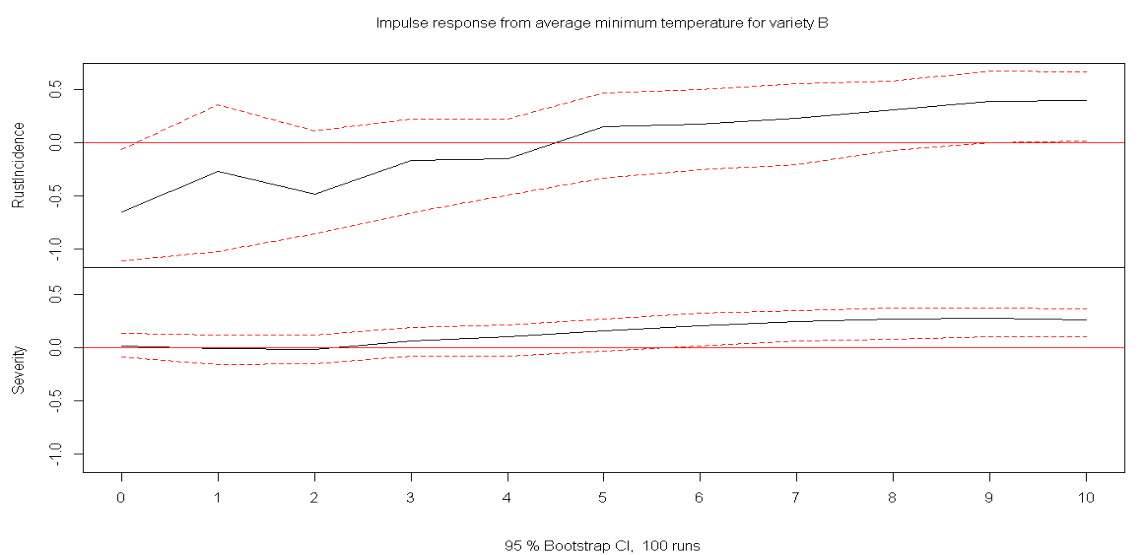 Impulse response from average minimum temperature for variety B
RustIncidence
0.5
0.0
-0.5
-1.0
Severity
0.5
0.0
-0.5
-1.0
0 1 2 3 4 5 6 7 8 9 10
95 % Bootstrap CI, 100 runs